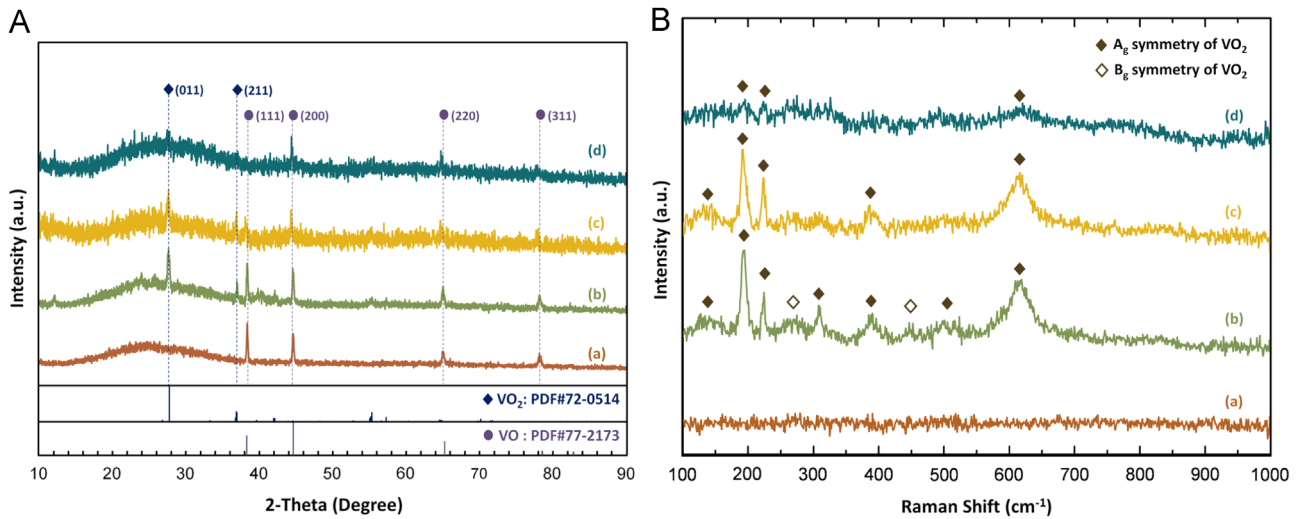 A
(011)
(211)
(111)
(200)
(220)
(311)
(d)
(c)
(b)
(a)
Intensity (a.u.)
VO₂: PDF#72-0514
VO : PDF#77-2173
10 20 30 40 50 60 70 80 90
2-Theta (Degree)
B
Ag symmetry of VO₂
Bg symmetry of VO₂
(d)
(c)
(b)
(a)
Intensity (a.u.)
100 200 300 400 500 600 700 800 900 1000
Raman Shift (cm⁻¹)